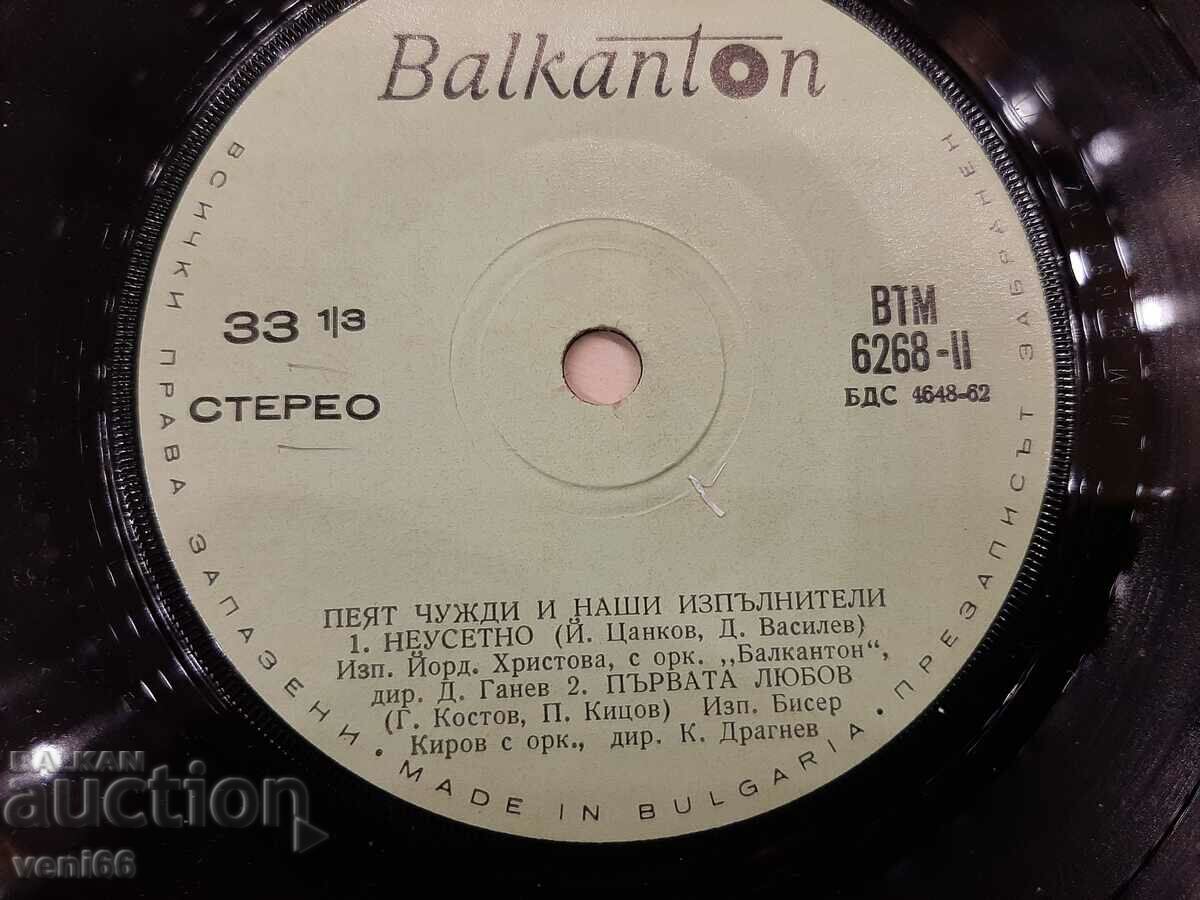 Balkanton
33 1/3
СТЕРЕО
ВТМ
6268-II
БДС 4648-62
ПЕЯТ ЧУЖДИ И НАШИ ИЗПЪЛНИТЕЛИ
1. НЕУСЕТНО (Й. Цанков, Д. Василев)
Изп. Йорд. Христова, с орк. „Балкантон“,
дир. Д. Ганев 2. ПЪРВАТА ЛЮБОВ
(Г. Костов, П. Кицов) Изп. Бисер
Киров с орк., дир. К. Драгнев
ВСИЧКИ ПРАВА ЗАПАЗЕНИ • MADE IN BULGARIA • ПРЕЗАПИСЪТ ЗАБРАНЕН
BALKAN
auction
veni66